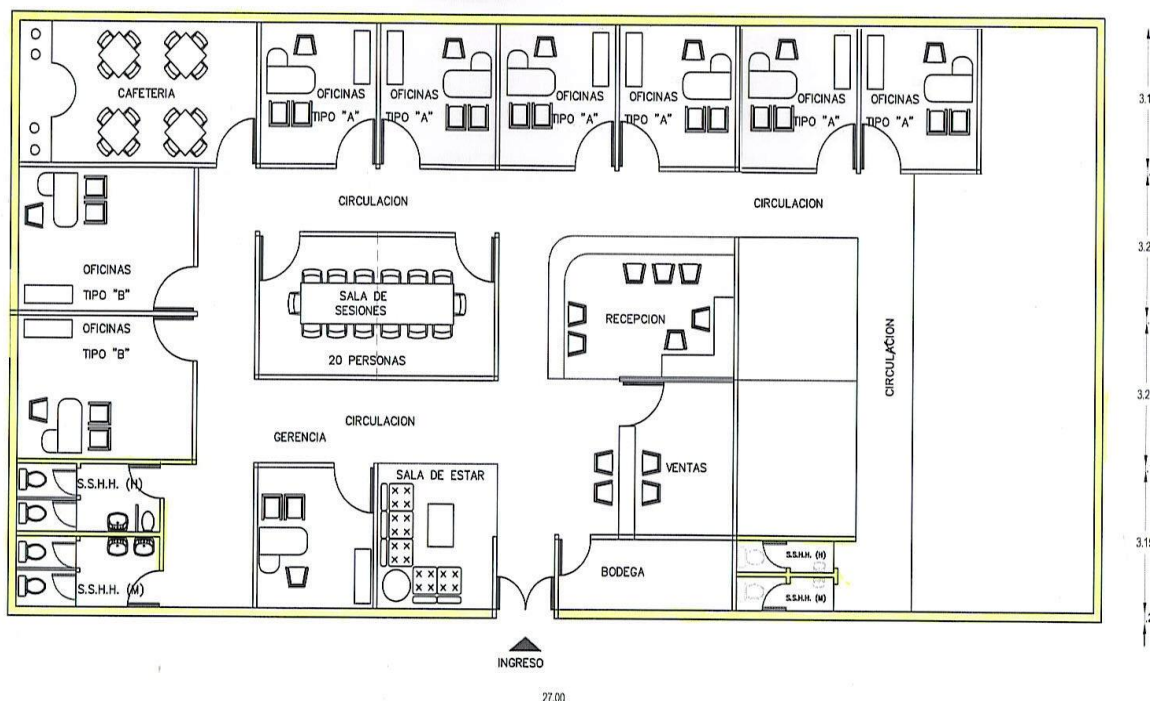 CAFETERIA
OFICINAS
TIPO "A"
OFICINAS
TIPO "A"
OFICINAS
TIPO "A"
OFICINAS
TIPO "A"
OFICINAS
TIPO "A"
OFICINAS
TIPO "A"
CIRCULACION
CIRCULACION
OFICINAS
TIPO "B"
SALA DE
SESIONES
20 PERSONAS
RECEPCION
CIRCULACION
OFICINAS
TIPO "B"
CIRCULACION
GERENCIA
SALA DE ESTAR
VENTAS
S.S.H.H. (H)
S.S.H.H. (M)
BODEGA
S.S.H.H. (H)
S.S.H.H. (M)
INGRESO
27.00